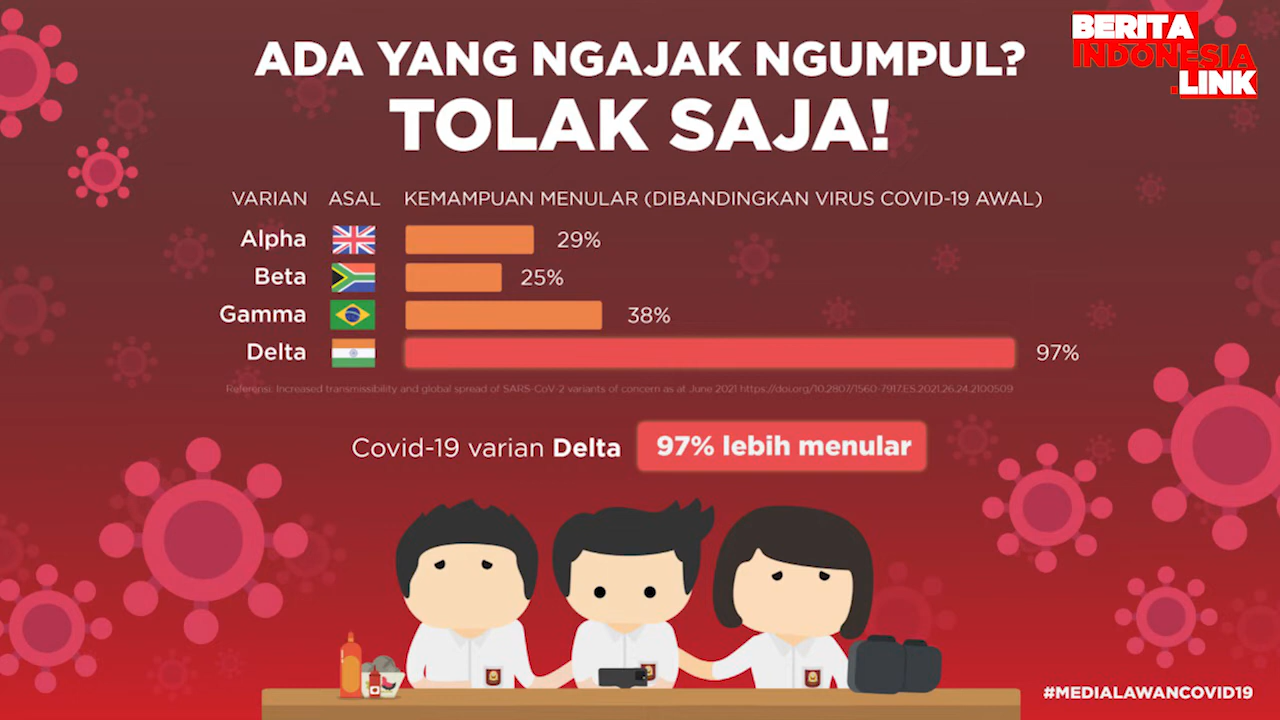 BERITA
INDONESIA
.LINK
ADA YANG NGAJAK NGUMPUL?
TOLAK SAJA!
VARIAN ASAL KEMAMPUAN MENULAR (DIBANDINGKAN VIRUS COVID-19 AWAL)
Alpha 29%
Beta 25%
Gamma 38%
Delta 97%
Referensi: Increased transmissibility and global spread of SARS-CoV-2 variants of concern as at June 2021 https://doi.org/10.2807/1560-7917.ES.2021.26.24.2100509
Covid-19 varian Delta 97% lebih menular
#MEDIALAWANCOVID19